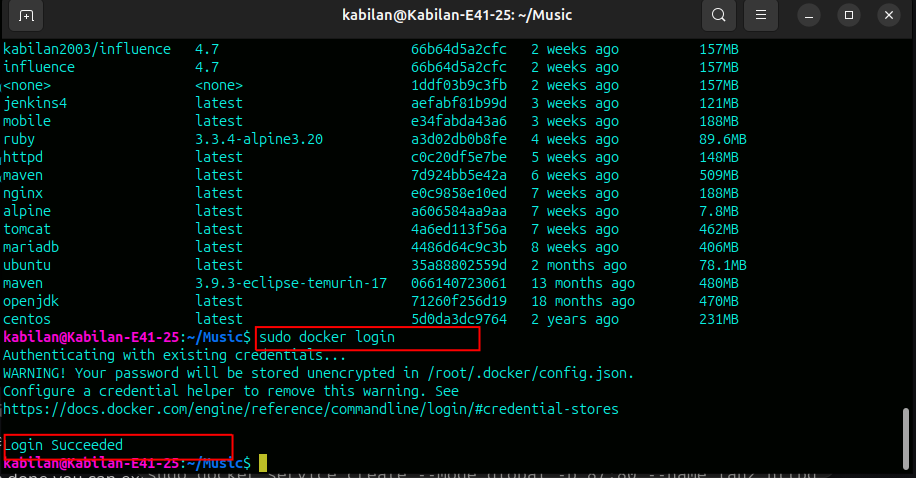 kabilan@Kabilan-E41-25: ~/Music
kabilan2003/influence 4.7 66b64d5a2cfc 2 weeks ago 157MB
influence 4.7 66b64d5a2cfc 2 weeks ago 157MB
<none> <none> 1ddf03b9c3fb 2 weeks ago 157MB
jenkins4 latest aefabf81b99d 3 weeks ago 121MB
mobile latest e34fabda43a6 3 weeks ago 188MB
ruby 3.3.4-alpine3.20 a3d02db0b8fe 4 weeks ago 89.6MB
httpd latest c0c20df5e7be 5 weeks ago 148MB
maven latest 7d924bb5e42a 6 weeks ago 509MB
nginx latest e0c9858e10ed 7 weeks ago 188MB
alpine latest a606584aa9aa 7 weeks ago 7.8MB
tomcat latest 4a6ed113f56a 7 weeks ago 462MB
mariadb latest 4486d64c9c3b 8 weeks ago 406MB
ubuntu latest 35a88802559d 2 months ago 78.1MB
maven 3.9.3-eclipse-temurin-17 066140723061 13 months ago 480MB
openjdk latest 71260f256d19 18 months ago 470MB
centos latest 5d0da3dc9764 2 years ago 231MB
kabilan@Kabilan-E41-25:~/Music$ sudo docker login
Authenticating with existing credentials...
WARNING! Your password will be stored unencrypted in /root/.docker/config.json.
Configure a credential helper to remove this warning. See
https://docs.docker.com/engine/reference/commandline/login/#credential-stores
Login Succeeded
kabilan@Kabilan-E41-25:~/Music$